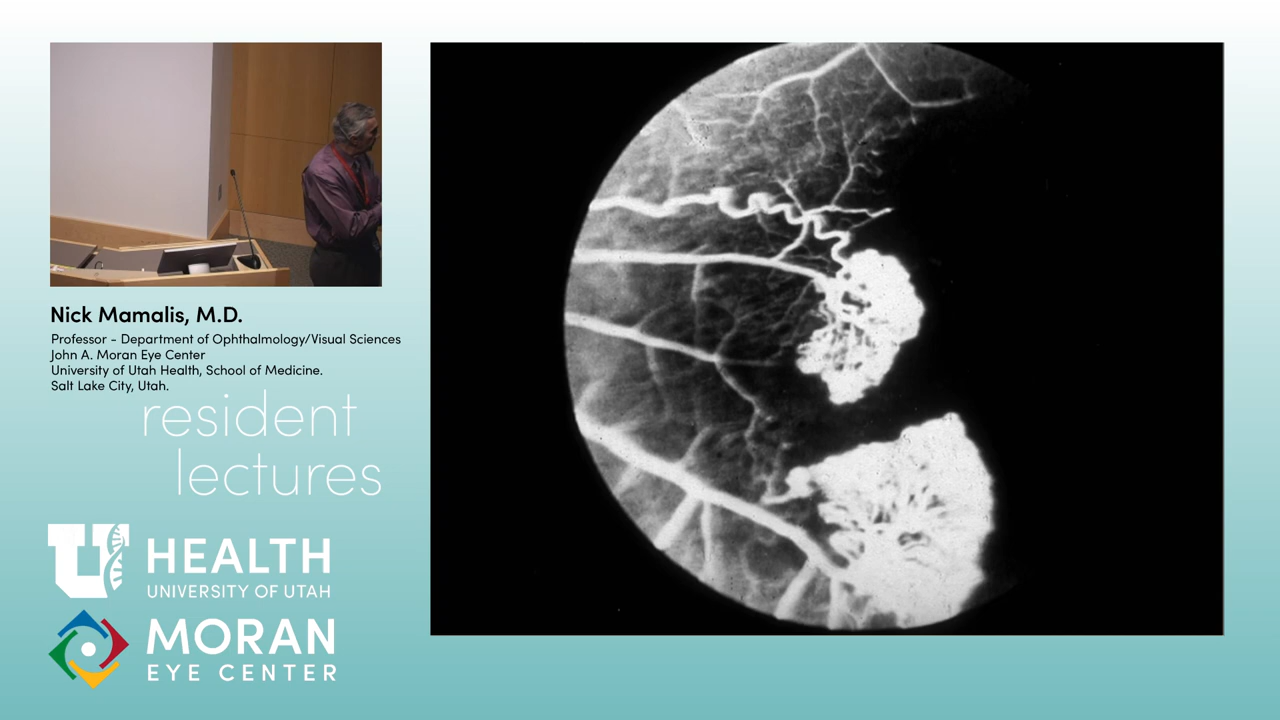 Nick Mamalis, M.D.
Professor - Department of Ophthalmology/Visual Sciences
John A. Moran Eye Center
University of Utah Health, School of Medicine.
Salt Lake City, Utah.
resident
lectures
U HEALTH
UNIVERSITY OF UTAH
MORAN
EYE CENTER